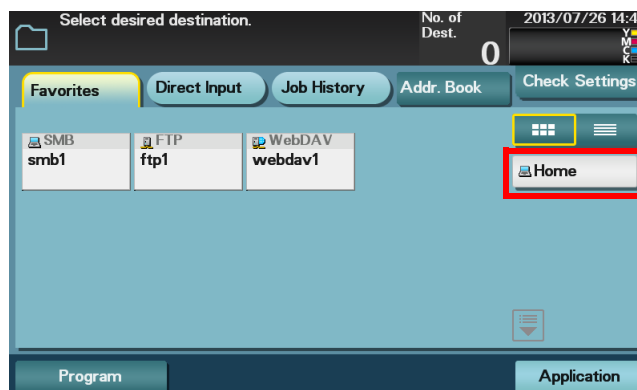 Select desired destination.
No. of
Dest.
0
2013/07/26 14:4
Y
M
C
K
Favorites
Direct Input
Job History
Addr. Book
Check Settings
SMB
smb1
FTP
ftp1
WebDAV
webdav1
Home
Program
Application